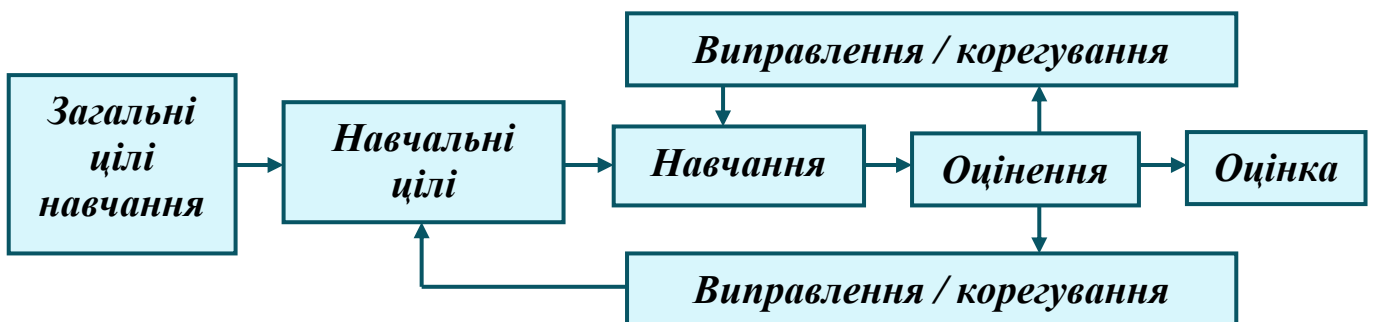 Виправлення / корегування
Загальні
цілі
навчання
Навчальні
цілі
Навчання
Оцінення
Оцінка
Виправлення / корегування